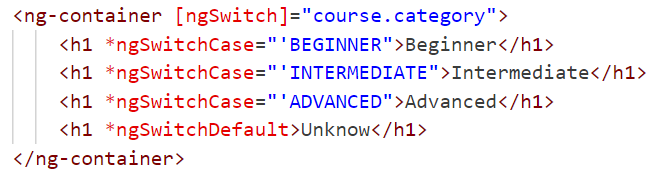 <ng-container [ngSwitch]="course.category">
<h1 *ngSwitchCase="'BEGINNER">Beginner</h1>
<h1 *ngSwitchCase="'INTERMEDIATE">Intermediate</h1>
<h1 *ngSwitchCase="'ADVANCED">Advanced</h1>
<h1 *ngSwitchDefault>Unknow</h1>
</ng-container>